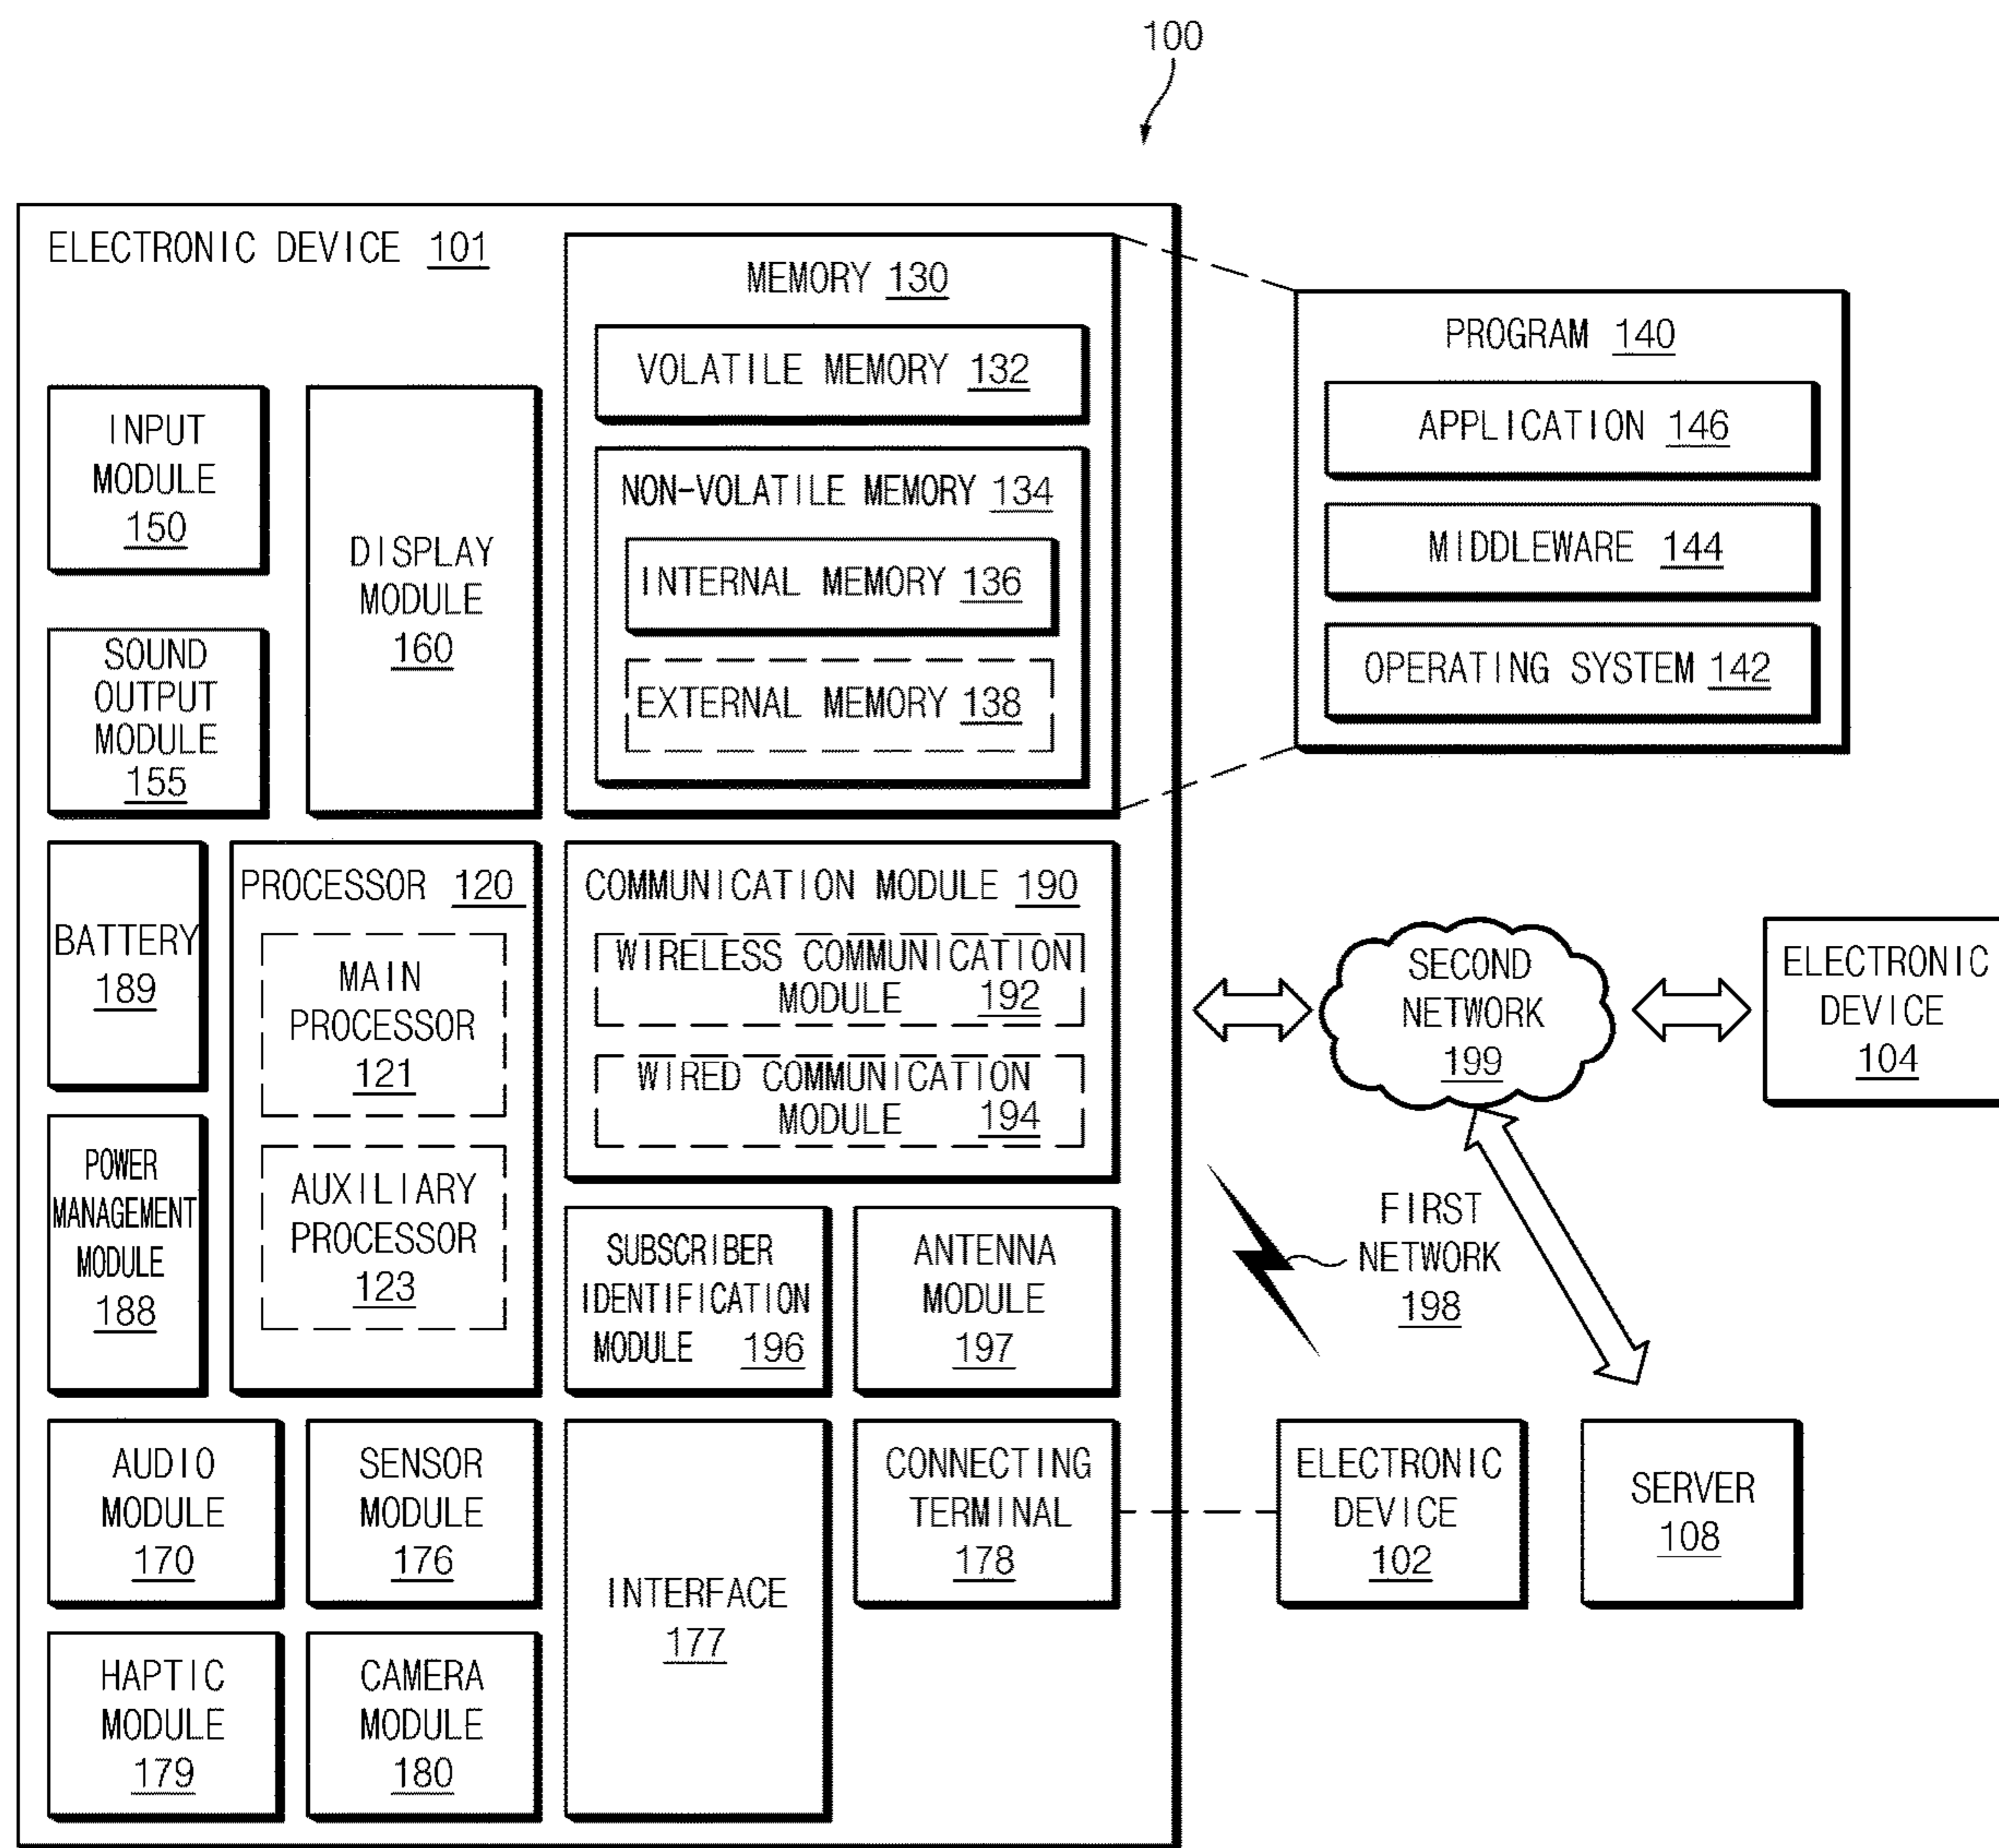 100
ELECTRONIC DEVICE 101
MEMORY 130
VOLATILE MEMORY 132
NON-VOLATILE MEMORY 134
INTERNAL MEMORY 136
EXTERNAL MEMORY 138
PROGRAM 140
APPLICATION 146
MIDDLEWARE 144
OPERATING SYSTEM 142
INPUT
MODULE
150
SOUND
OUTPUT
MODULE
155
DISPLAY
MODULE
160
BATTERY
189
POWER
MANAGEMENT
MODULE
188
PROCESSOR 120
MAIN
PROCESSOR
121
AUXILIARY
PROCESSOR
123
COMMUNICATION MODULE 190
WIRELESS COMMUNICATION
MODULE 192
WIRED COMMUNICATION
MODULE 194
SUBSCRIBER
IDENTIFICATION
MODULE 196
ANTENNA
MODULE
197
SECOND
NETWORK
199
ELECTRONIC
DEVICE
104
FIRST
NETWORK
198
AUDIO
MODULE
170
SENSOR
MODULE
176
INTERFACE
177
CONNECTING
TERMINAL
178
ELECTRONIC
DEVICE
102
SERVER
108
HAPTIC
MODULE
179
CAMERA
MODULE
180